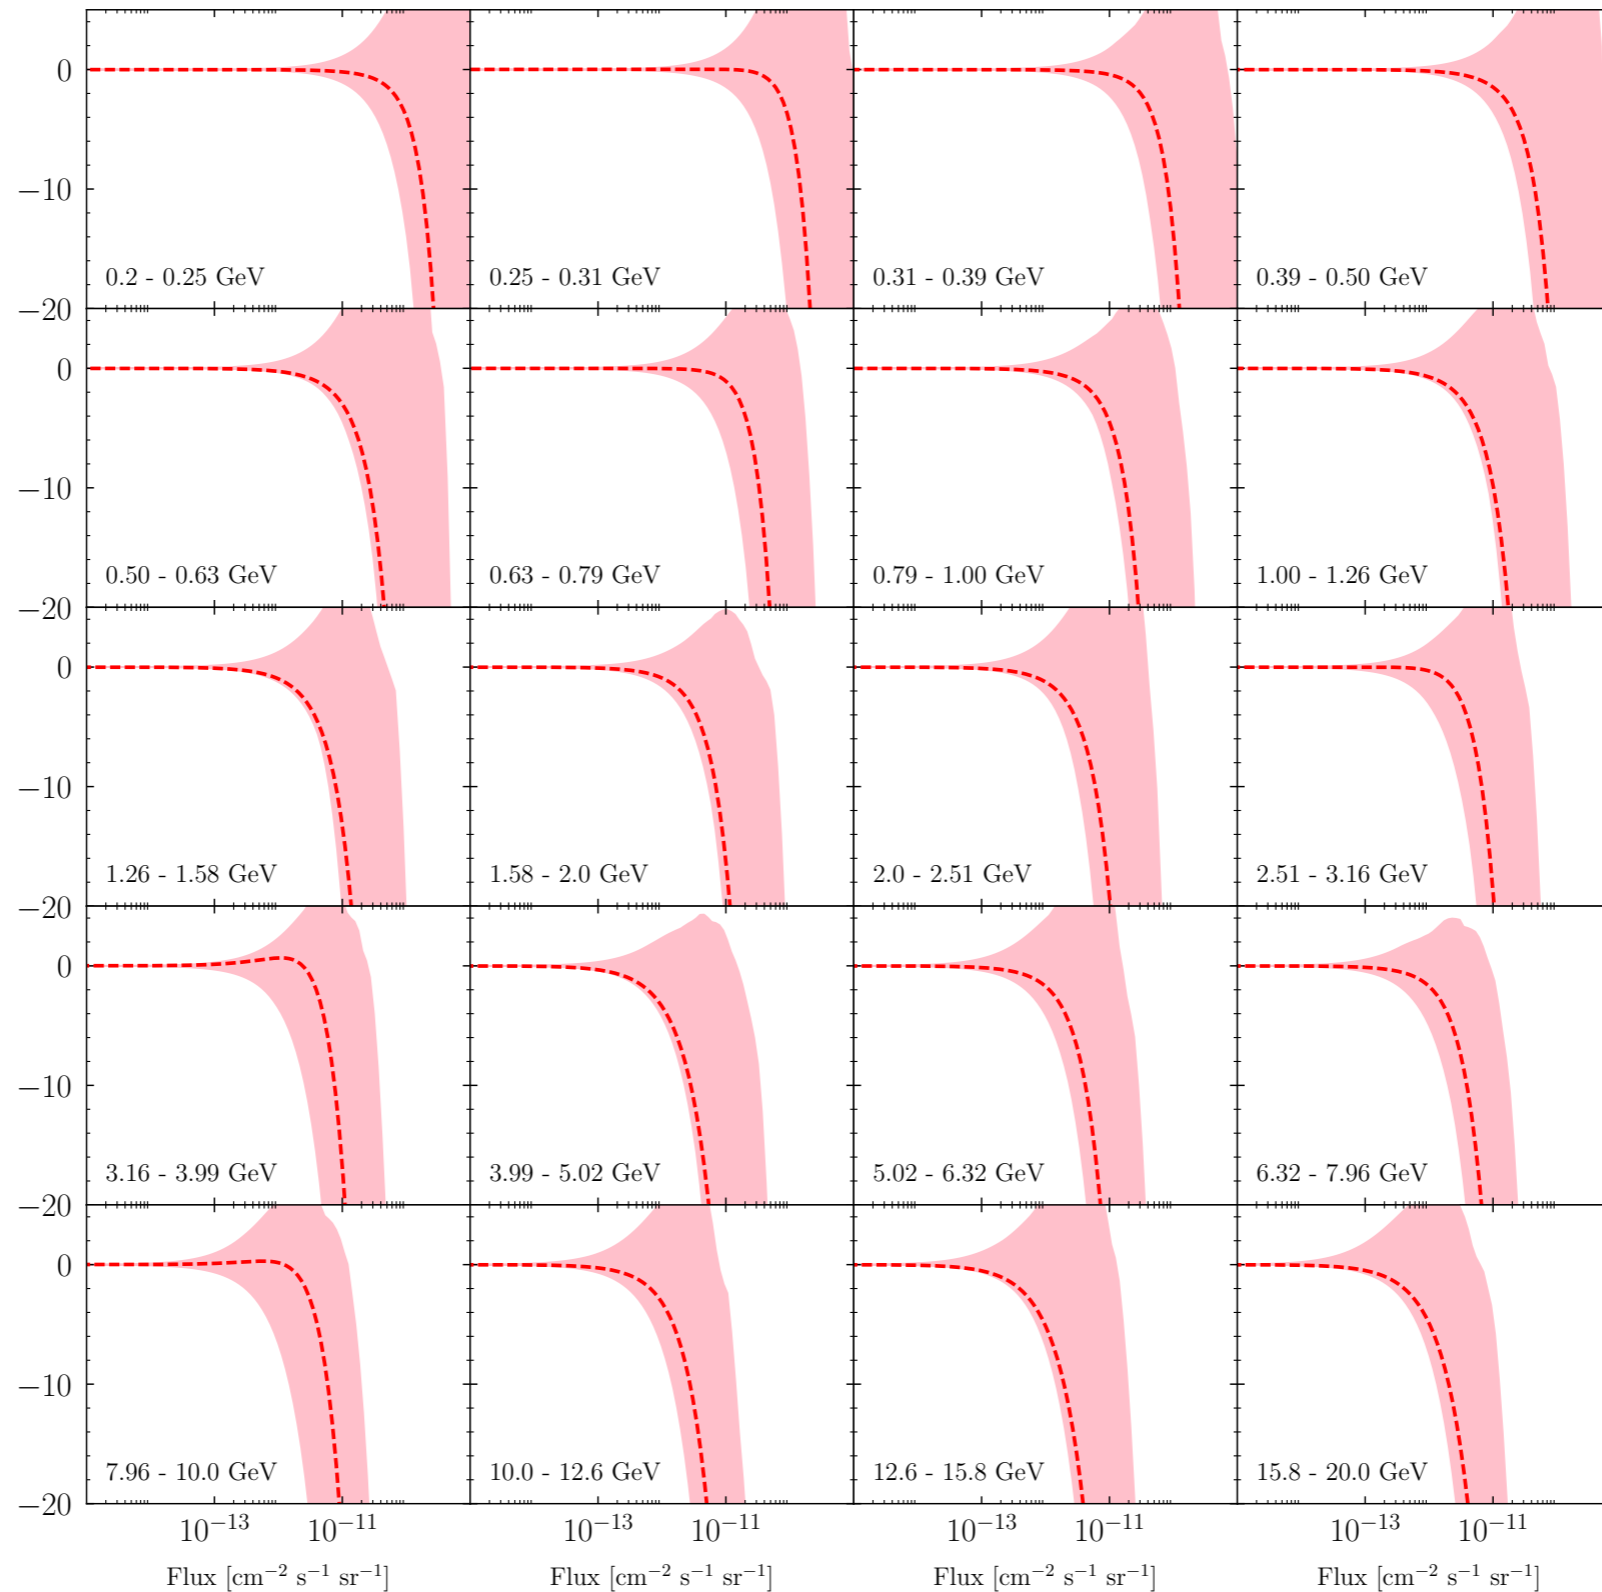 0
−10
−20
0.2 - 0.25 GeV
0.25 - 0.31 GeV
0.31 - 0.39 GeV
0.39 - 0.50 GeV
0
−10
−20
0.50 - 0.63 GeV
0.63 - 0.79 GeV
0.79 - 1.00 GeV
1.00 - 1.26 GeV
0
−10
−20
1.26 - 1.58 GeV
1.58 - 2.0 GeV
2.0 - 2.51 GeV
2.51 - 3.16 GeV
0
−10
−20
3.16 - 3.99 GeV
3.99 - 5.02 GeV
5.02 - 6.32 GeV
6.32 - 7.96 GeV
0
−10
−20
7.96 - 10.0 GeV
10.0 - 12.6 GeV
12.6 - 15.8 GeV
15.8 - 20.0 GeV
10⁻¹³ 10⁻¹¹ 10⁻¹³ 10⁻¹¹ 10⁻¹³ 10⁻¹¹ 10⁻¹³ 10⁻¹¹
Flux [cm⁻² s⁻¹ sr⁻¹]
Flux [cm⁻² s⁻¹ sr⁻¹]
Flux [cm⁻² s⁻¹ sr⁻¹]
Flux [cm⁻² s⁻¹ sr⁻¹]